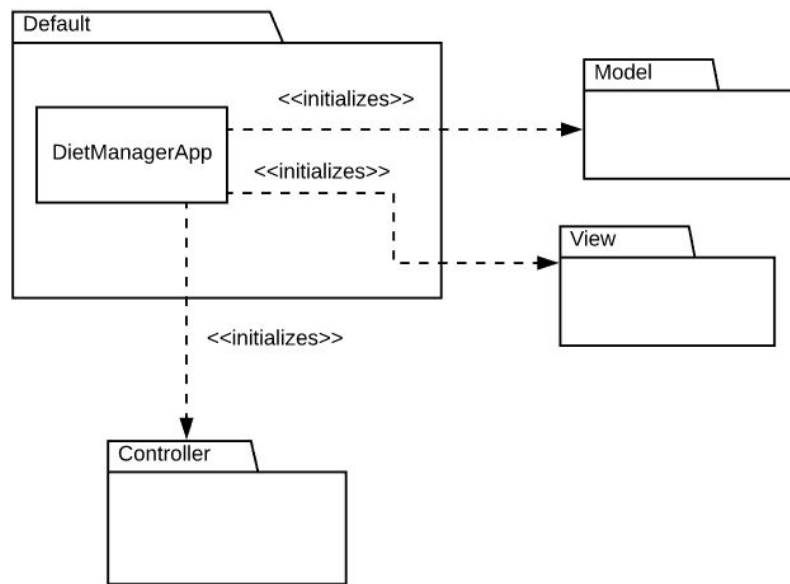 Default
Model
<<initializes>>
DietManagerApp
<<initializes>>
View
<<initializes>>
Controller